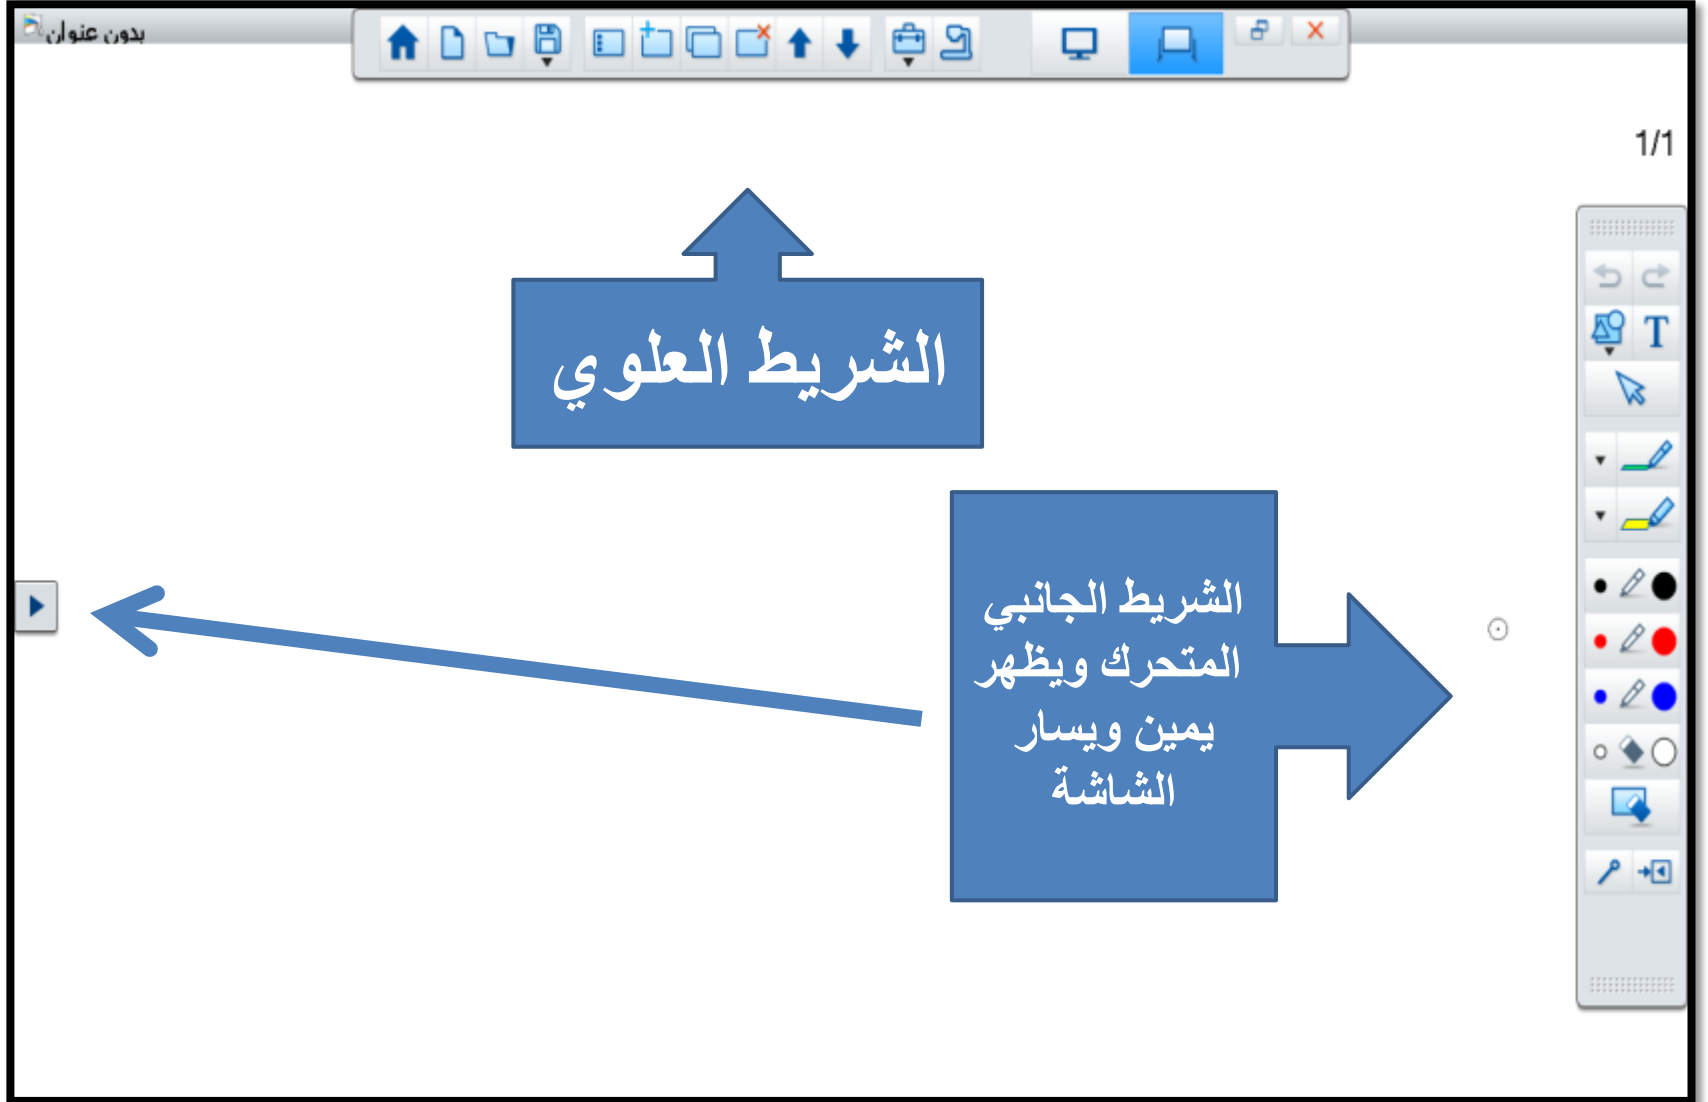 بدون عنوان
1/1
الشريط العلوي
الشريط الجانبي
المتحرك ويظهر
يمين ويسار
الشاشة
T